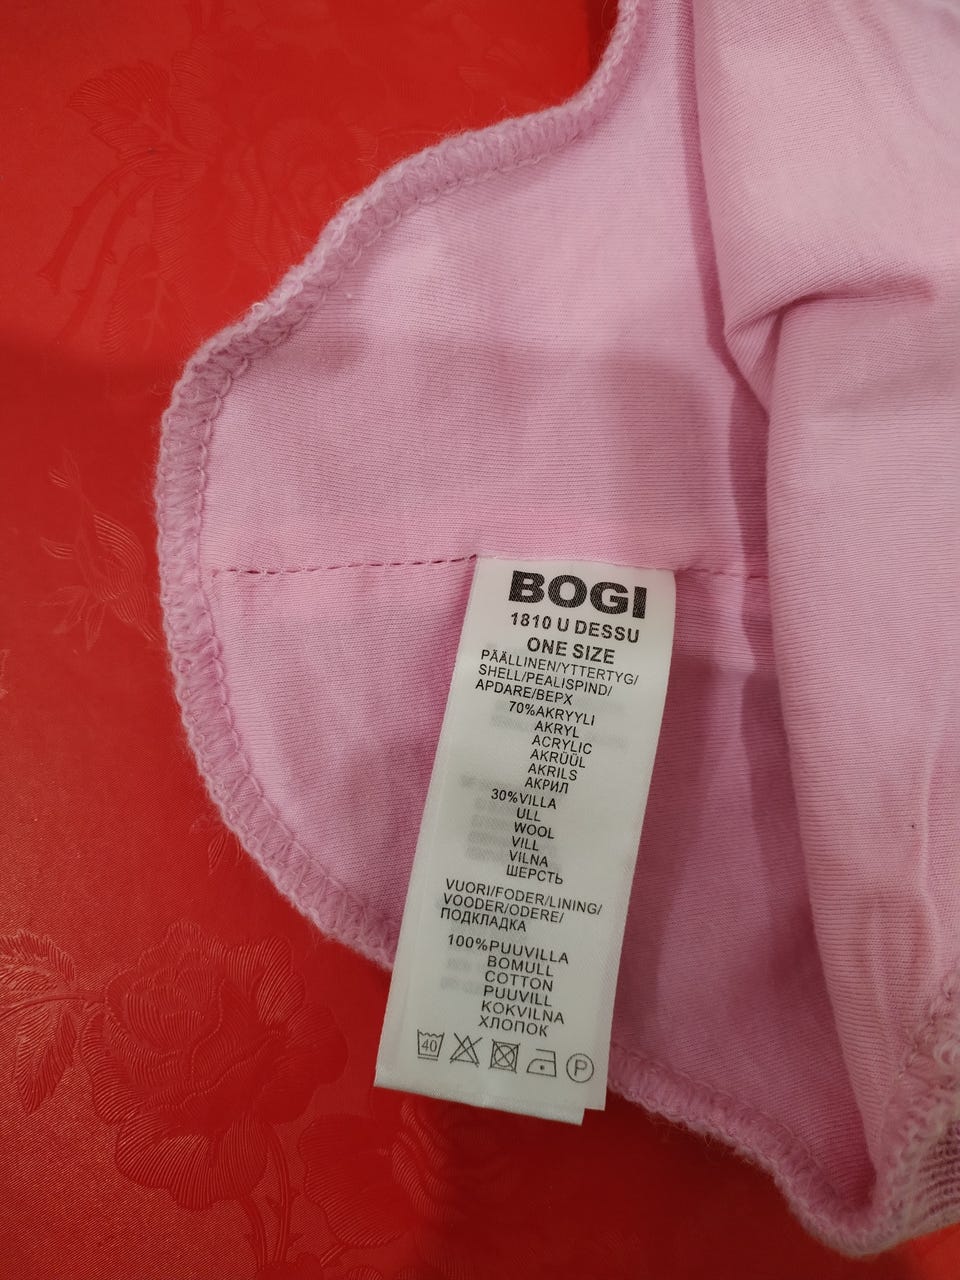 BOGI
1810 U DESSU
ONE SIZE
PÄÄLLINEN/YTTERTYG/
SHELL/PEALISPIND/
APDARE/ВЕРХ
70%AKRYYLI
AKRYL
ACRYLIC
AKRÜÜL
AKRILS
АКРИЛ
30%VILLA
ULL
WOOL
VILL
VILNA
ШЕРСТЬ
VUORI/FODER/LINING/
VOODER/ODERE/
ПОДКЛАДКА
100%PUUVILLA
BOMULL
COTTON
PUUVILL
KOKVILNA
ХЛОПОК
40 P